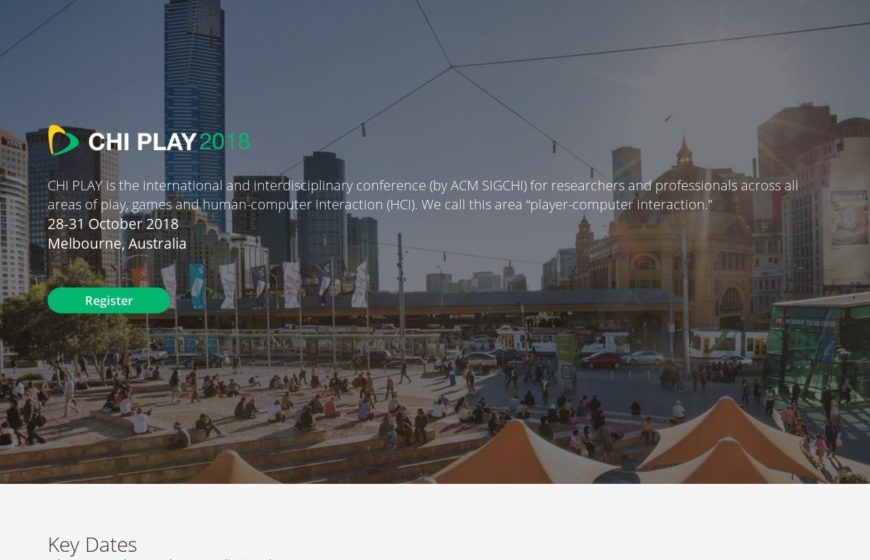 CHI PLAY 2018
CHI PLAY is the international and interdisciplinary conference (by ACM SIGCHI) for researchers and professionals across all
areas of play, games and human-computer interaction (HCI). We call this area “player-computer interaction.”
28-31 October 2018
Melbourne, Australia
Register
Key Dates